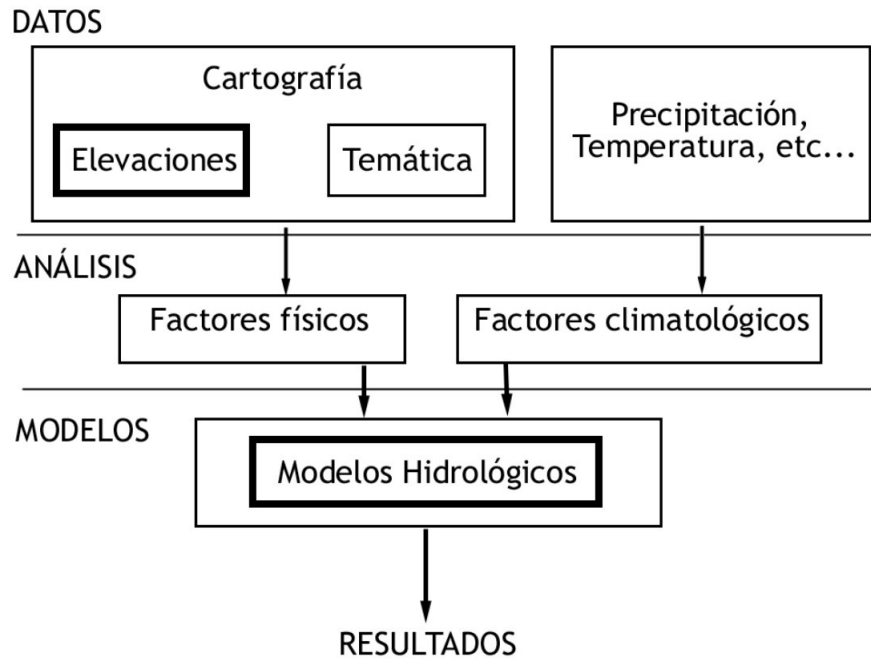 DATOS
Cartografía
Elevaciones
Temática
Precipitación,
Temperatura, etc...
ANÁLISIS
Factores físicos
Factores climatológicos
MODELOS
Modelos Hidrológicos
RESULTADOS